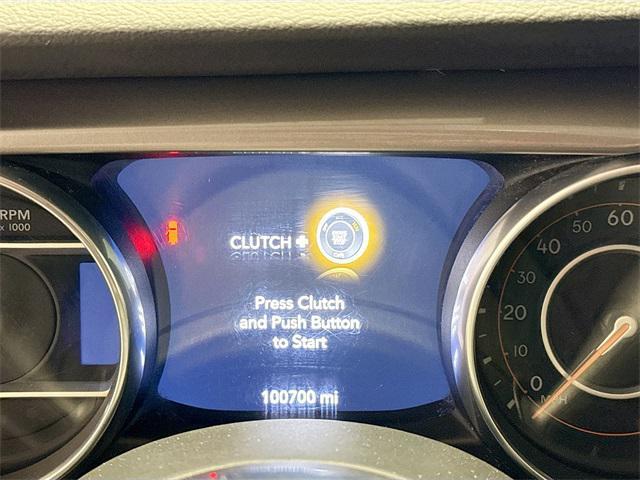 RPM
x 1000
CLUTCH +
Press Clutch
and Push Button
to Start
100700 mi
0
10
20
30
40
50
60
MPH